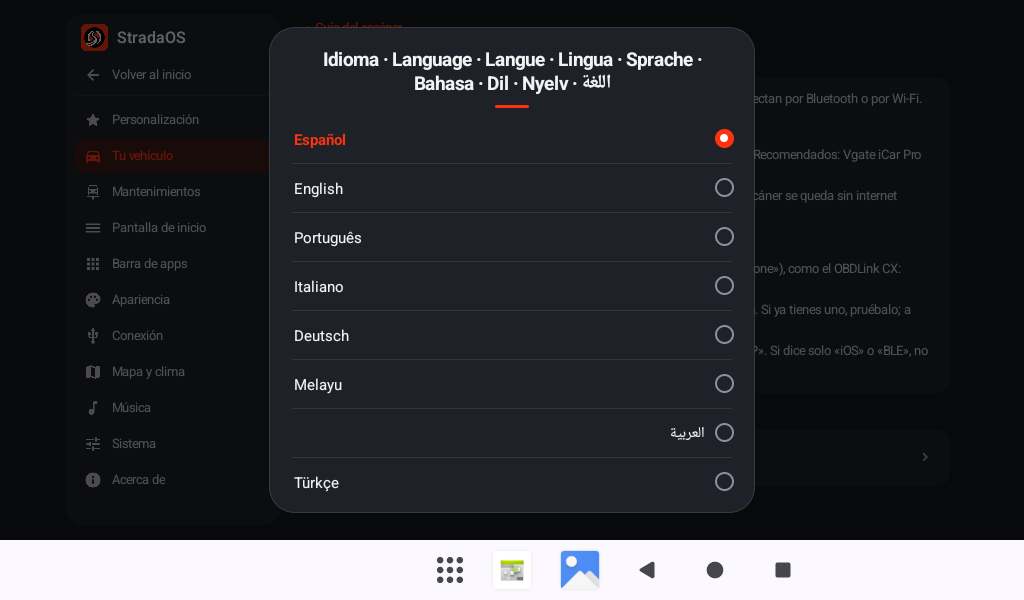 StradaOS
Volver al inicio
Personalización
Tu vehículo
Mantenimientos
Pantalla de inicio
Barra de apps
Apariencia
Conexión
Mapa y clima
Música
Sistema
Acerca de
Idioma · Language · Langue · Lingua · Sprache ·
Bahasa · Dil · Nyelv · اللغة
Español
English
Português
Italiano
Deutsch
Melayu
العربية
Türkçe
por Bluetooth o por Wi-Fi.
Recomendados: Vgate iCar Pro
se queda sin internet
como el OBDLink CX:
Si ya tienes uno, pruébalo; a
Si dice solo «iOS» o «BLE», no